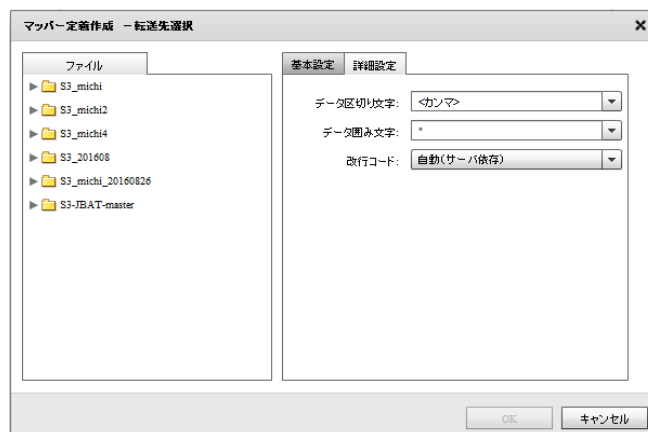 マッパー定義作成 －転送先選択
ファイル
S3_michi
S3_michi2
S3_michi4
S3_201608
S3_michi_20160826
S3-JBAT-master
基本設定 詳細設定
データ区切り文字: <カンマ>
データ囲み文字: "
改行コード: 自動(サーバ依存)
OK キャンセル